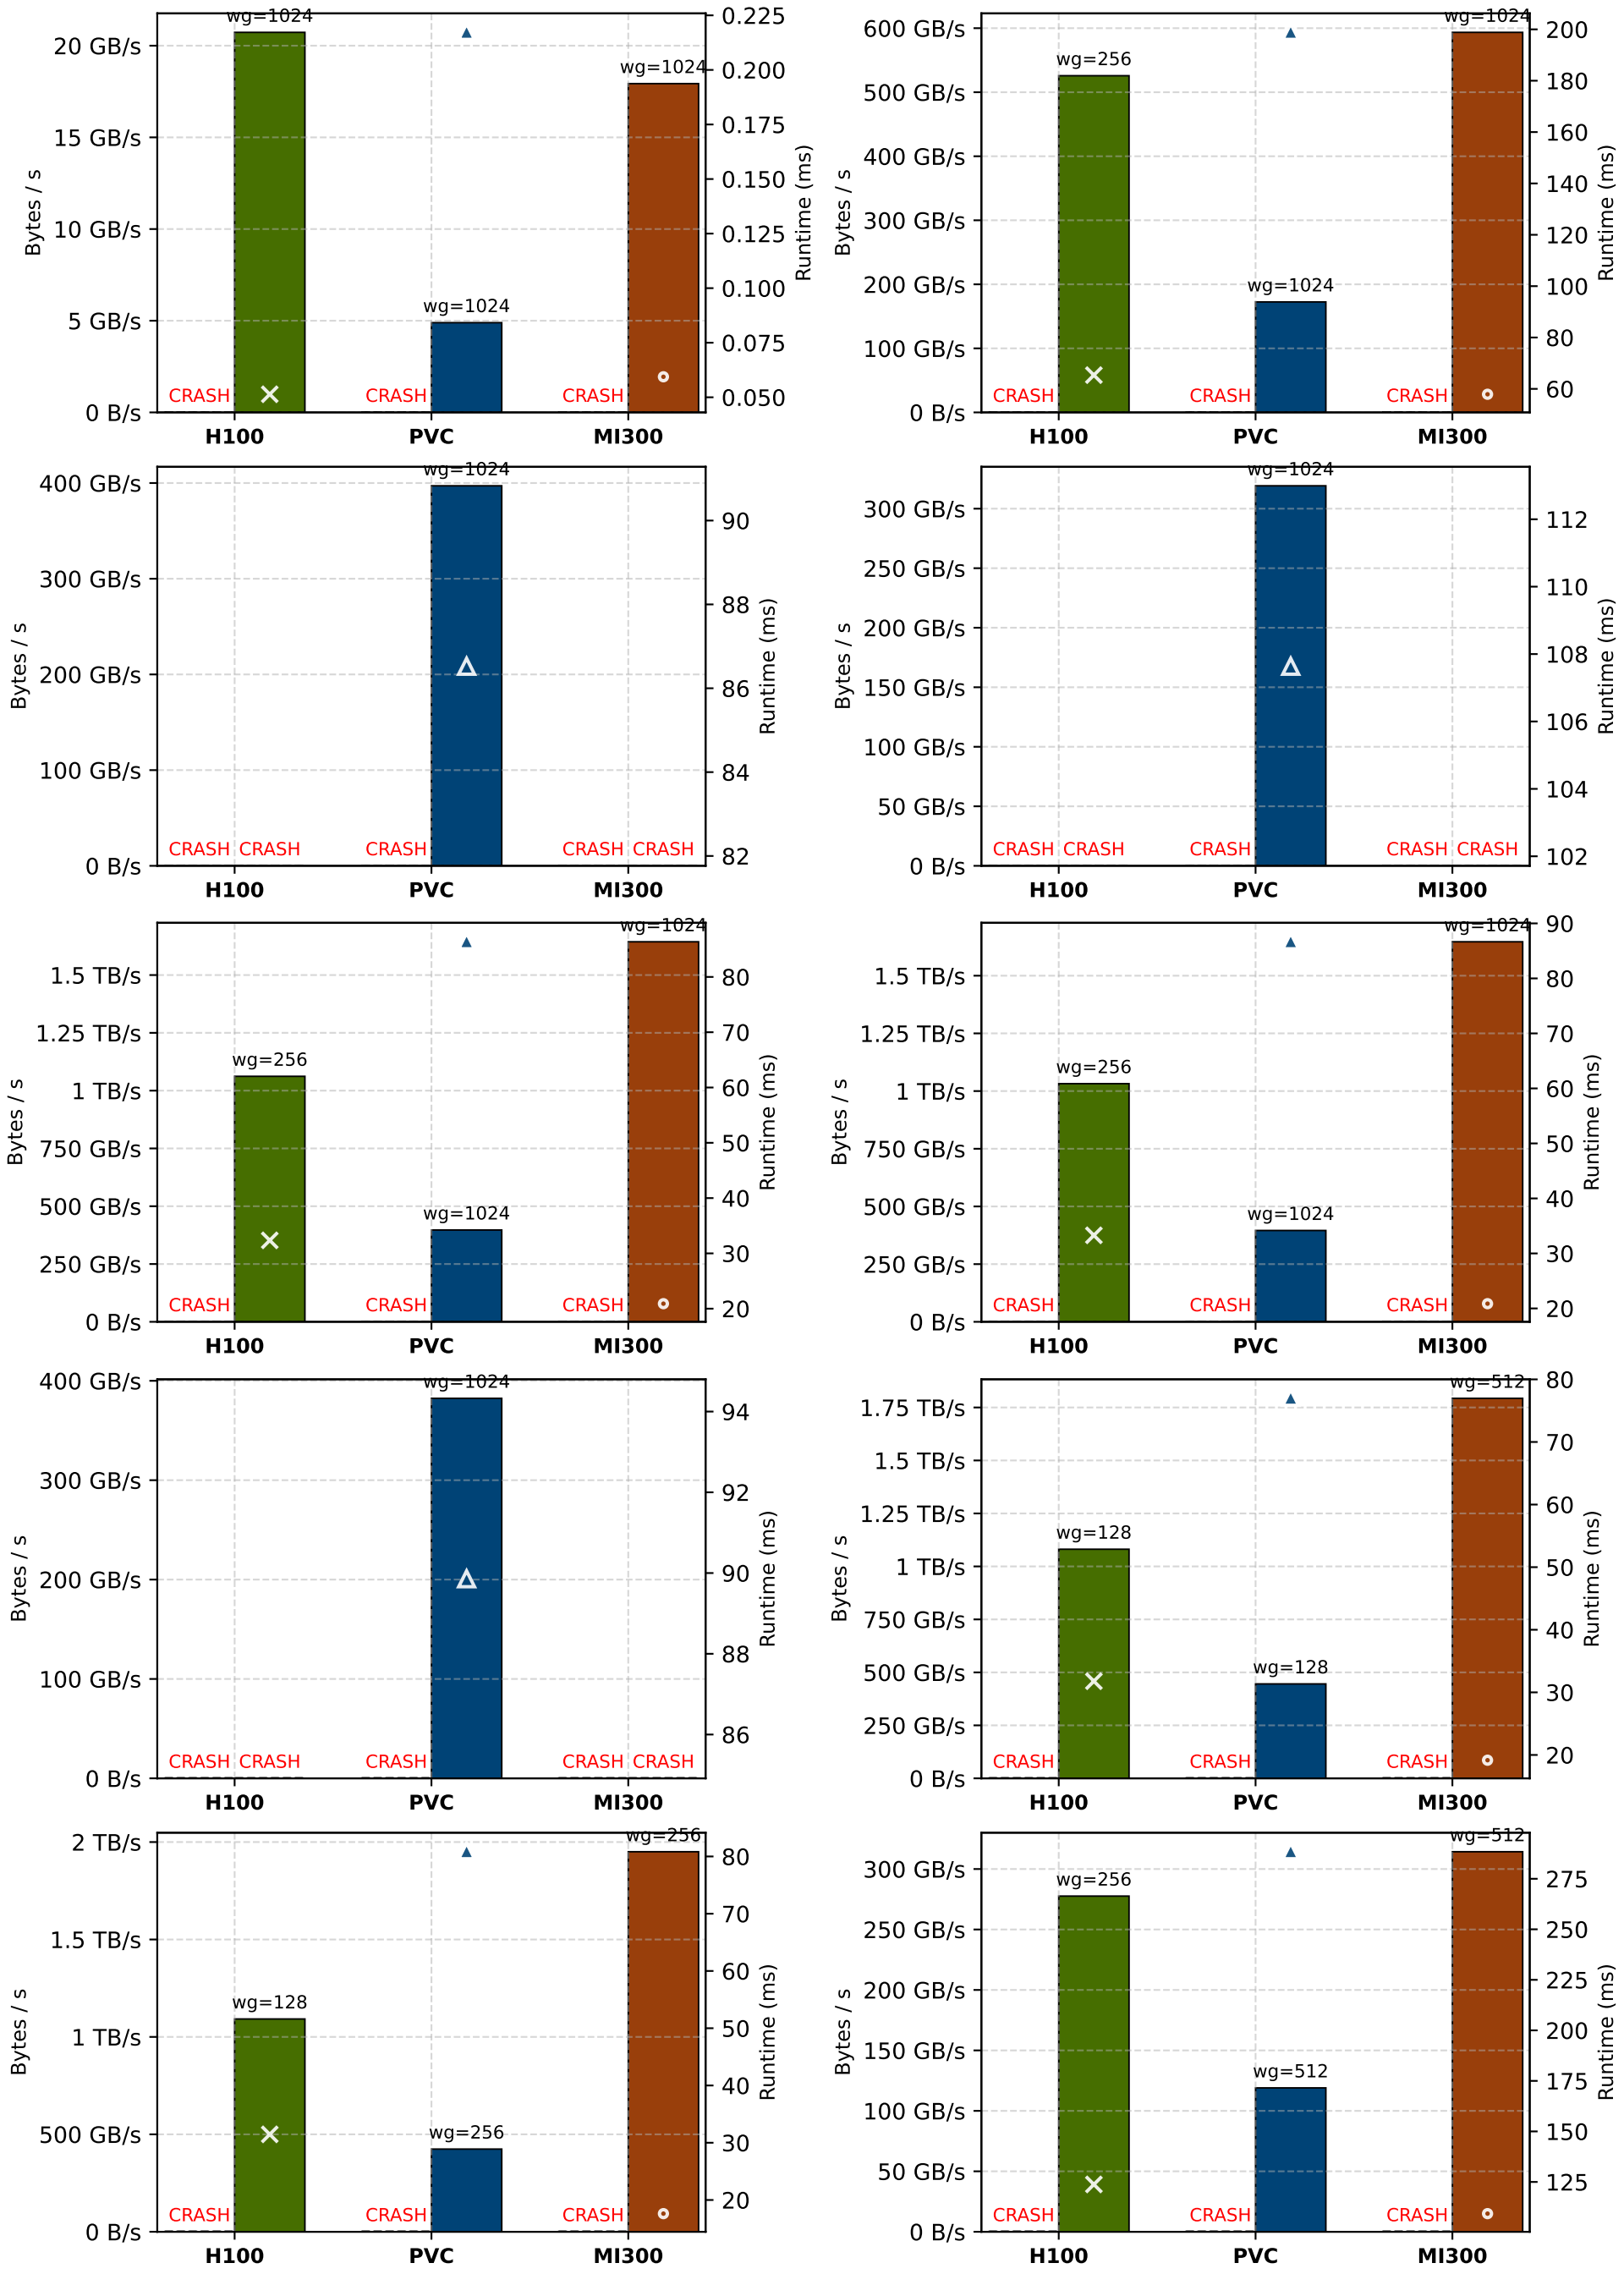 wg=1024
0.225
20 GB/s
wg=1024
0.200
0.175
15 GB/s
0.150
Bytes / s
Runtime (ms)
10 GB/s
0.125
0.100
wg=1024
5 GB/s
0.075
CRASH
CRASH
CRASH
0.050
0 B/s
H100
PVC
MI300
wg=1024
600 GB/s
200
wg=256
180
500 GB/s
160
400 GB/s
140
Bytes / s
Runtime (ms)
300 GB/s
120
200 GB/s
wg=1024
100
100 GB/s
80
60
CRASH
CRASH
CRASH
0 B/s
H100
PVC
MI300
wg=1024
400 GB/s
90
300 GB/s
88
Bytes / s
Runtime (ms)
200 GB/s
86
100 GB/s
84
CRASH CRASH
CRASH
CRASH CRASH
82
0 B/s
H100
PVC
MI300
wg=1024
300 GB/s
112
250 GB/s
110
200 GB/s
Bytes / s
Runtime (ms)
108
150 GB/s
106
100 GB/s
104
50 GB/s
CRASH CRASH
CRASH
CRASH CRASH
102
0 B/s
H100
PVC
MI300
wg=1024
1.5 TB/s
80
1.25 TB/s
70
wg=256
1 TB/s
60
Bytes / s
Runtime (ms)
750 GB/s
50
500 GB/s
wg=1024
40
250 GB/s
30
CRASH
CRASH
CRASH
20
0 B/s
H100
PVC
MI300
wg=1024
90
1.5 TB/s
80
1.25 TB/s
70
wg=256
1 TB/s
60
Bytes / s
Runtime (ms)
750 GB/s
50
500 GB/s
wg=1024
40
250 GB/s
30
CRASH
CRASH
CRASH
20
0 B/s
H100
PVC
MI300
wg=1024
400 GB/s
94
300 GB/s
92
Bytes / s
Runtime (ms)
200 GB/s
90
100 GB/s
88
86
CRASH CRASH
CRASH
CRASH CRASH
0 B/s
H100
PVC
MI300
wg=512
80
1.75 TB/s
70
1.5 TB/s
1.25 TB/s
60
wg=128
1 TB/s
50
Bytes / s
Runtime (ms)
750 GB/s
40
500 GB/s
wg=128
30
250 GB/s
20
CRASH
CRASH
CRASH
0 B/s
H100
PVC
MI300
wg=256
2 TB/s
80
70
1.5 TB/s
60
wg=128
50
Bytes / s
Runtime (ms)
1 TB/s
40
500 GB/s
wg=256
30
20
CRASH
CRASH
CRASH
0 B/s
H100
PVC
MI300
wg=512
300 GB/s
wg=256
275
250 GB/s
250
200 GB/s
225
Bytes / s
Runtime (ms)
150 GB/s
200
wg=512
175
100 GB/s
150
50 GB/s
125
CRASH
CRASH
CRASH
0 B/s
H100
PVC
MI300